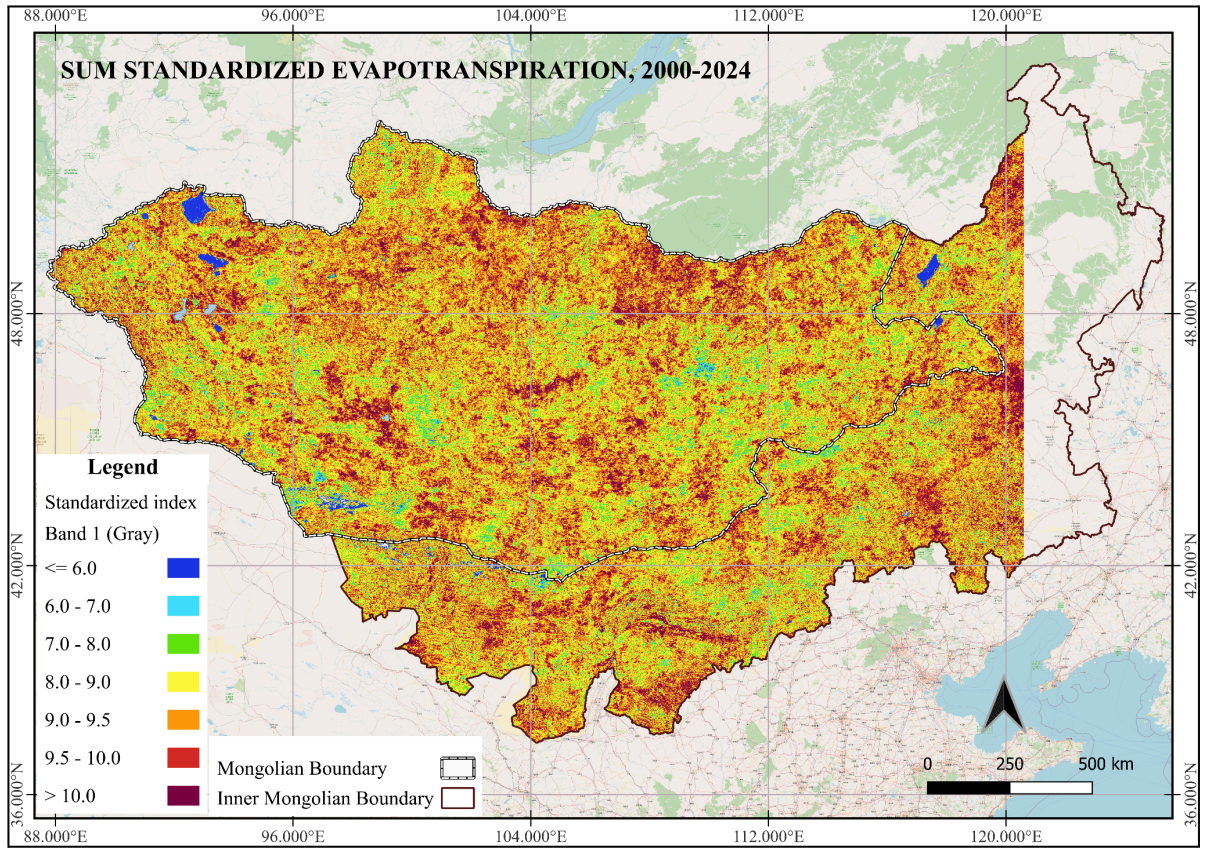 88.000°E 96.000°E 104.000°E 112.000°E 120.000°E
SUM STANDARDIZED EVAPOTRANSPIRATION, 2000-2024
48.000°N 48.000°N
42.000°N 42.000°N
36.000°N 36.000°N
Legend
Standardized index
Band 1 (Gray)
<= 6.0
6.0 - 7.0
7.0 - 8.0
8.0 - 9.0
9.0 - 9.5
9.5 - 10.0
> 10.0
Mongolian Boundary
Inner Mongolian Boundary
0 250 500 km
88.000°E 96.000°E 104.000°E 112.000°E 120.000°E